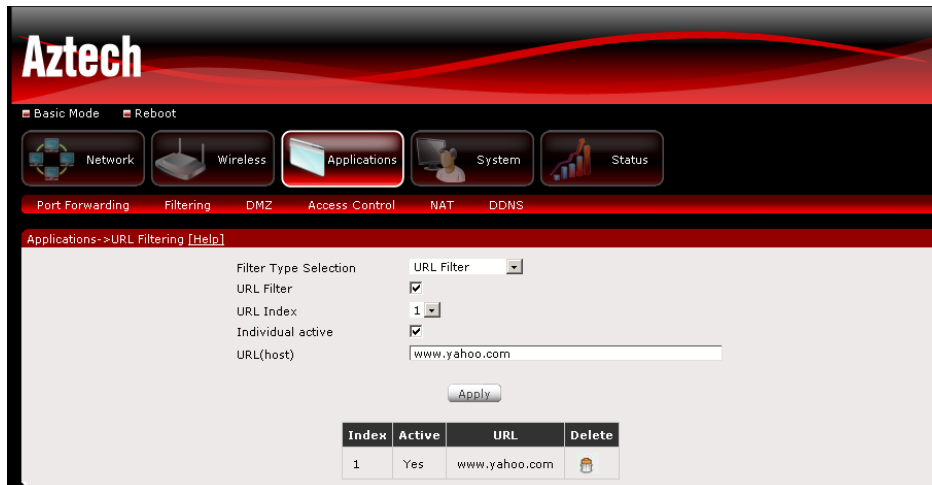 Aztech
Basic Mode Reboot
Network Wireless Applications System Status
Port Forwarding Filtering DMZ Access Control NAT DDNS
Applications->URL Filtering [Help]
Filter Type Selection URL Filter
URL Filter
URL Index 1
Individual active
URL(host) www.yahoo.com
Apply
Index Active URL Delete
1 Yes www.yahoo.com